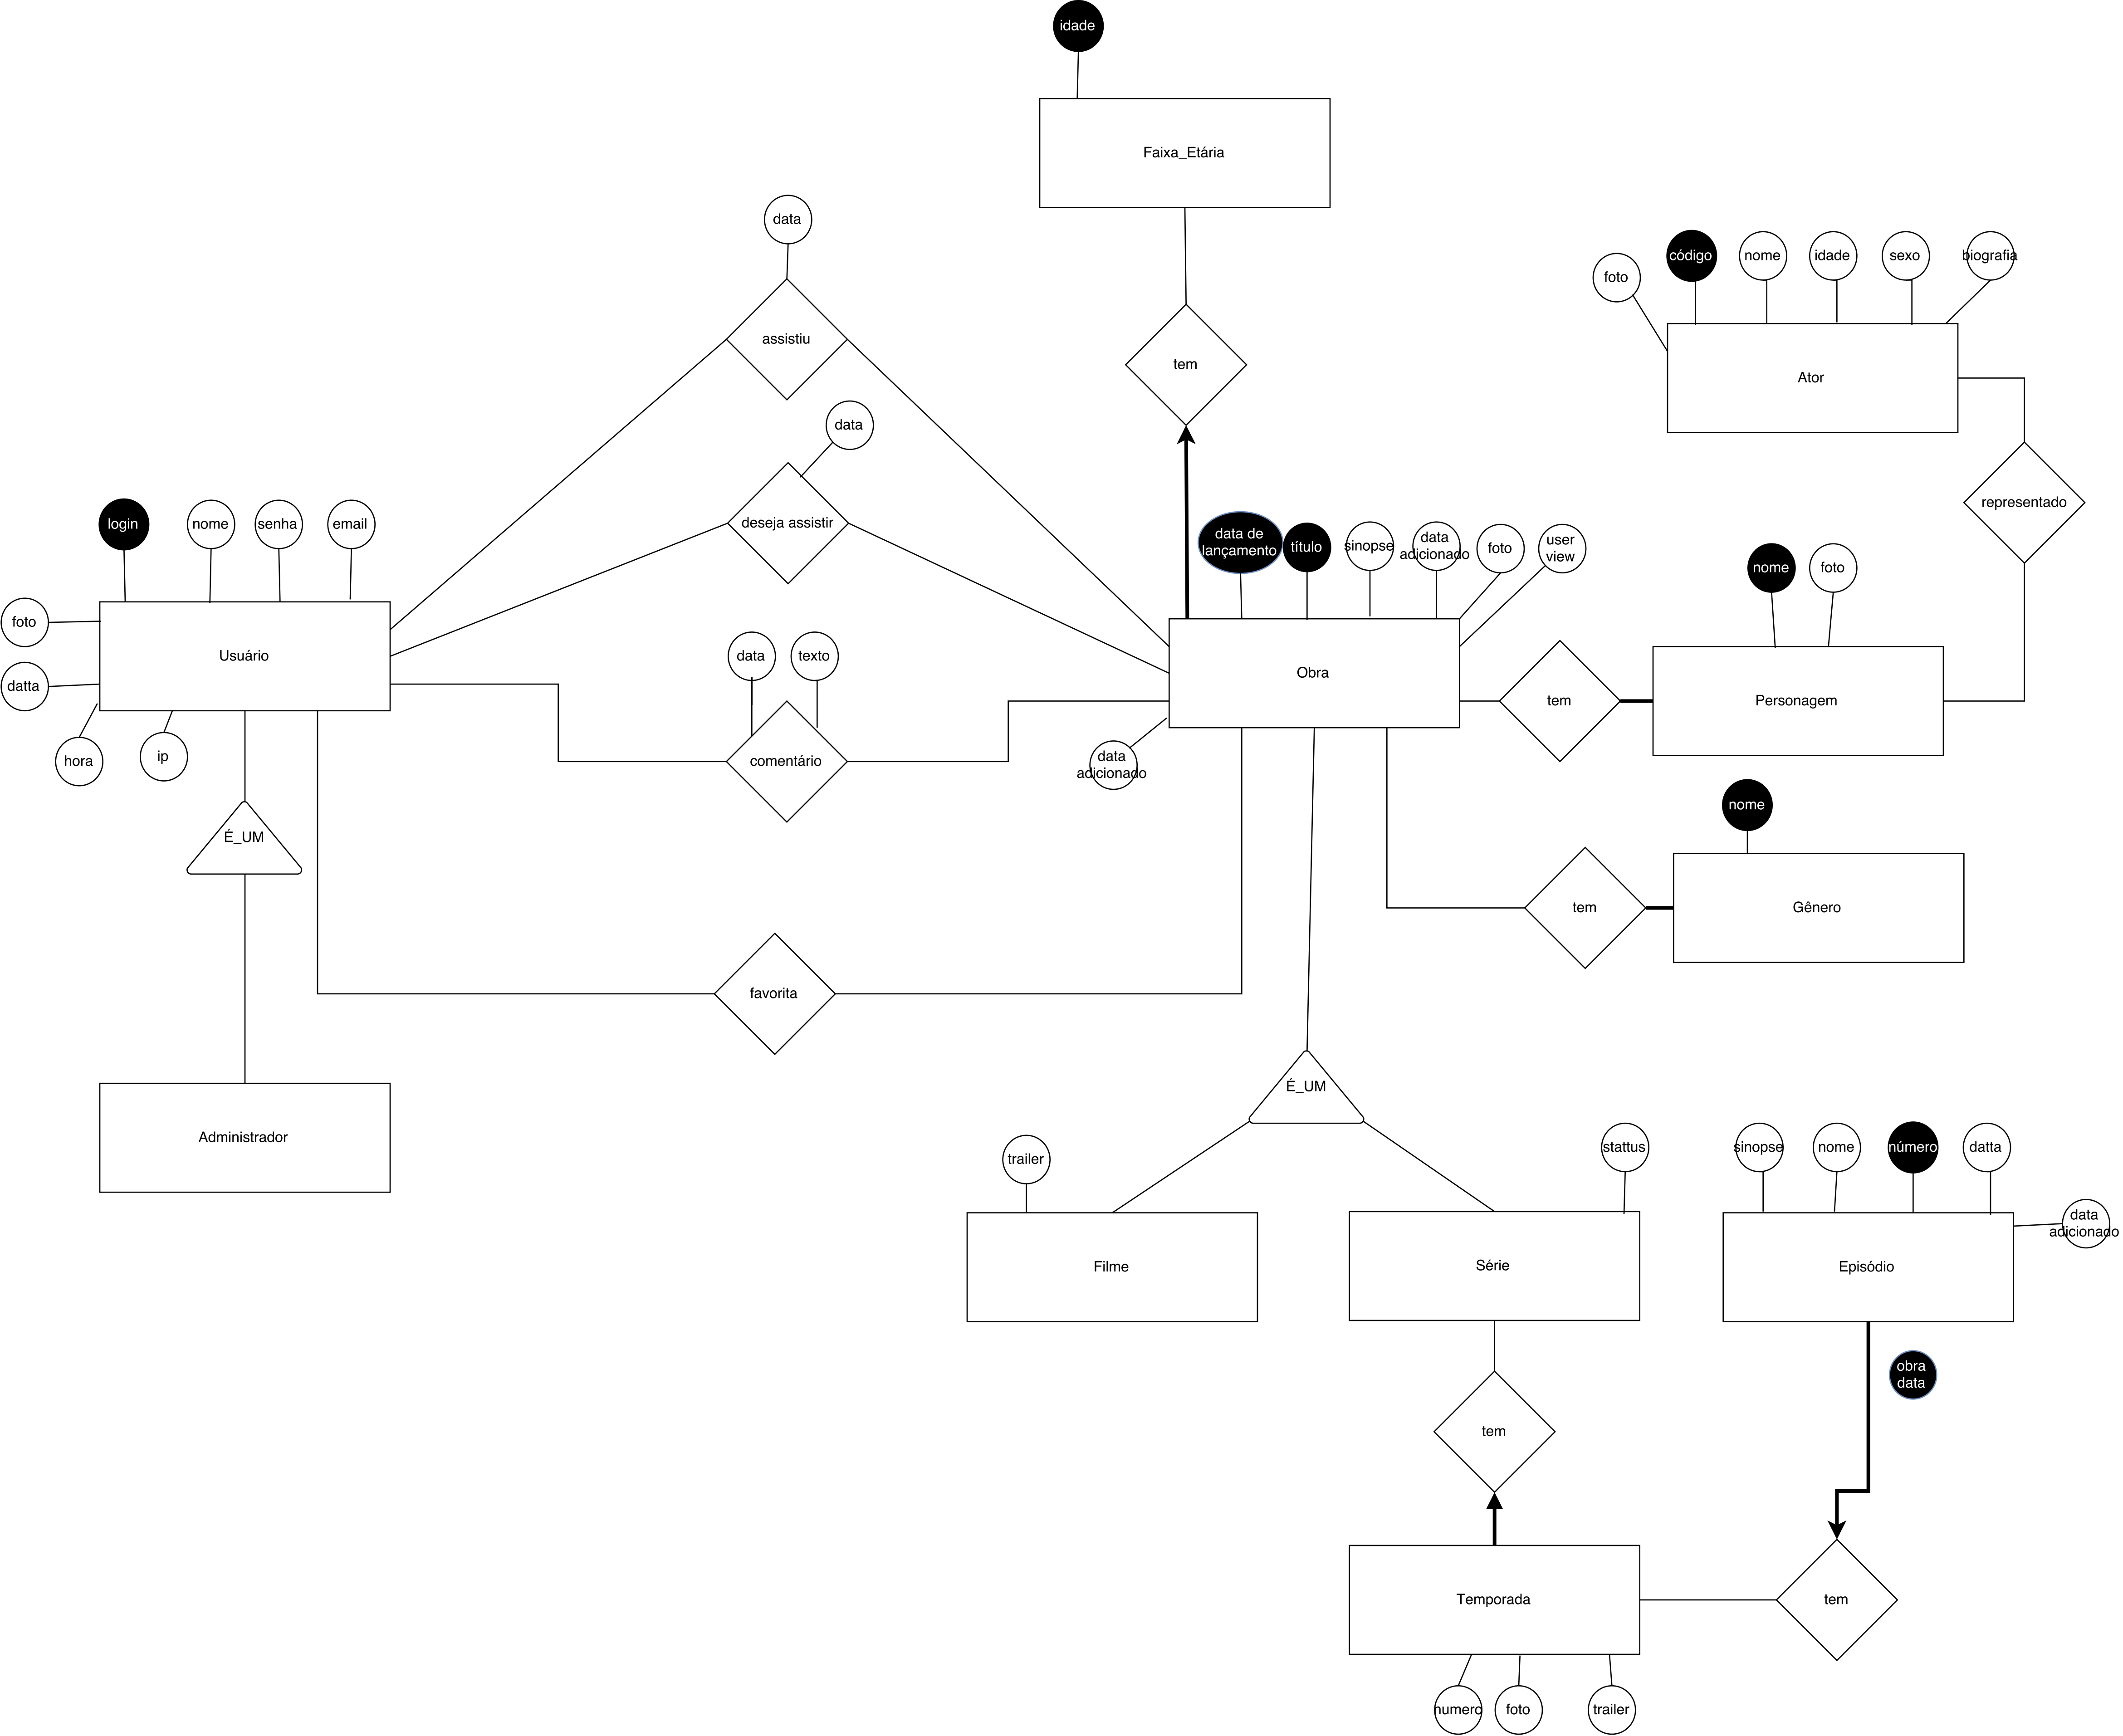 idade
Faixa_Etária
data
código
nome
idade
sexo
biografia
foto
assistiu
tem
Ator
data
login
nome
senha
email
deseja assistir
representado
data de
lançamento
título
sinopse
data
adicionado
foto
user
view
nome
foto
foto
Usuário
data
texto
Obra
datta
Personagem
tem
hora
ip
comentário
data
adicionado
É_UM
nome
tem
Gênero
favorita
É_UM
Administrador
trailer
stattus
sinopse
nome
número
datta
data
adicionado
Filme
Série
Episódio
obra
data
tem
Temporada
tem
numero
foto
trailer